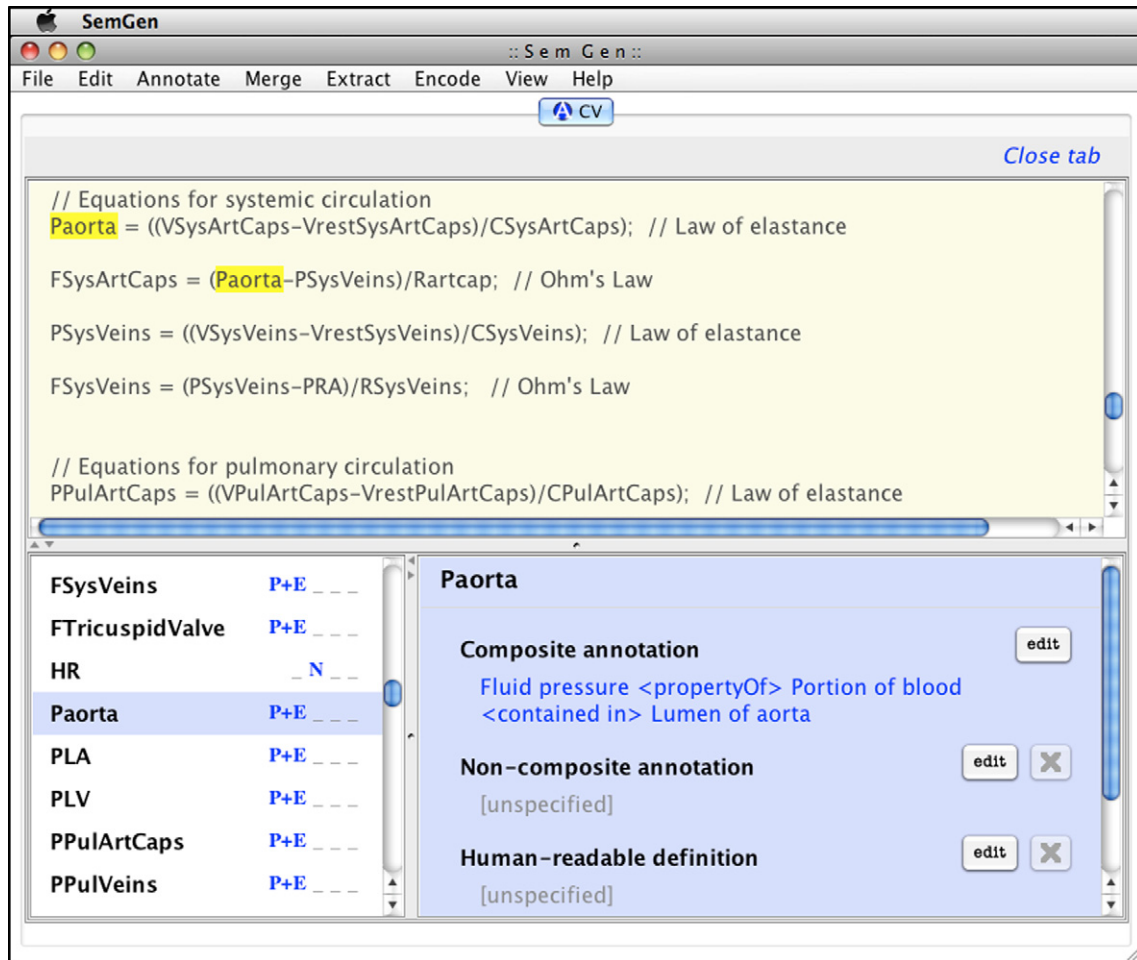 SemGen
:: S e m G e n ::
File Edit Annotate Merge Extract Encode View Help
A CV
Close tab
// Equations for systemic circulation
Paorta = ((VSysArtCaps-VrestSysArtCaps)/CSysArtCaps); // Law of elastance
FSysArtCaps = (Paorta-PSysVeins)/Rartcap; // Ohm's Law
PSysVeins = ((VSysVeins-VrestSysVeins)/CSysVeins); // Law of elastance
FSysVeins = (PSysVeins-PRA)/RSysVeins; // Ohm's Law
// Equations for pulmonary circulation
PPulArtCaps = ((VPulArtCaps-VrestPulArtCaps)/CPulArtCaps); // Law of elastance
FSysVeins P+E _ _ _
FTricuspidValve P+E _ _ _
HR _ N _ _
Paorta P+E _ _ _
PLA P+E _ _ _
PLV P+E _ _ _
PPulArtCaps P+E _ _ _
PPulVeins P+E _ _ _
Paorta
Composite annotation edit
Fluid pressure <propertyOf> Portion of blood
<contained in> Lumen of aorta
Non-composite annotation edit
[unspecified]
Human-readable definition edit
[unspecified]